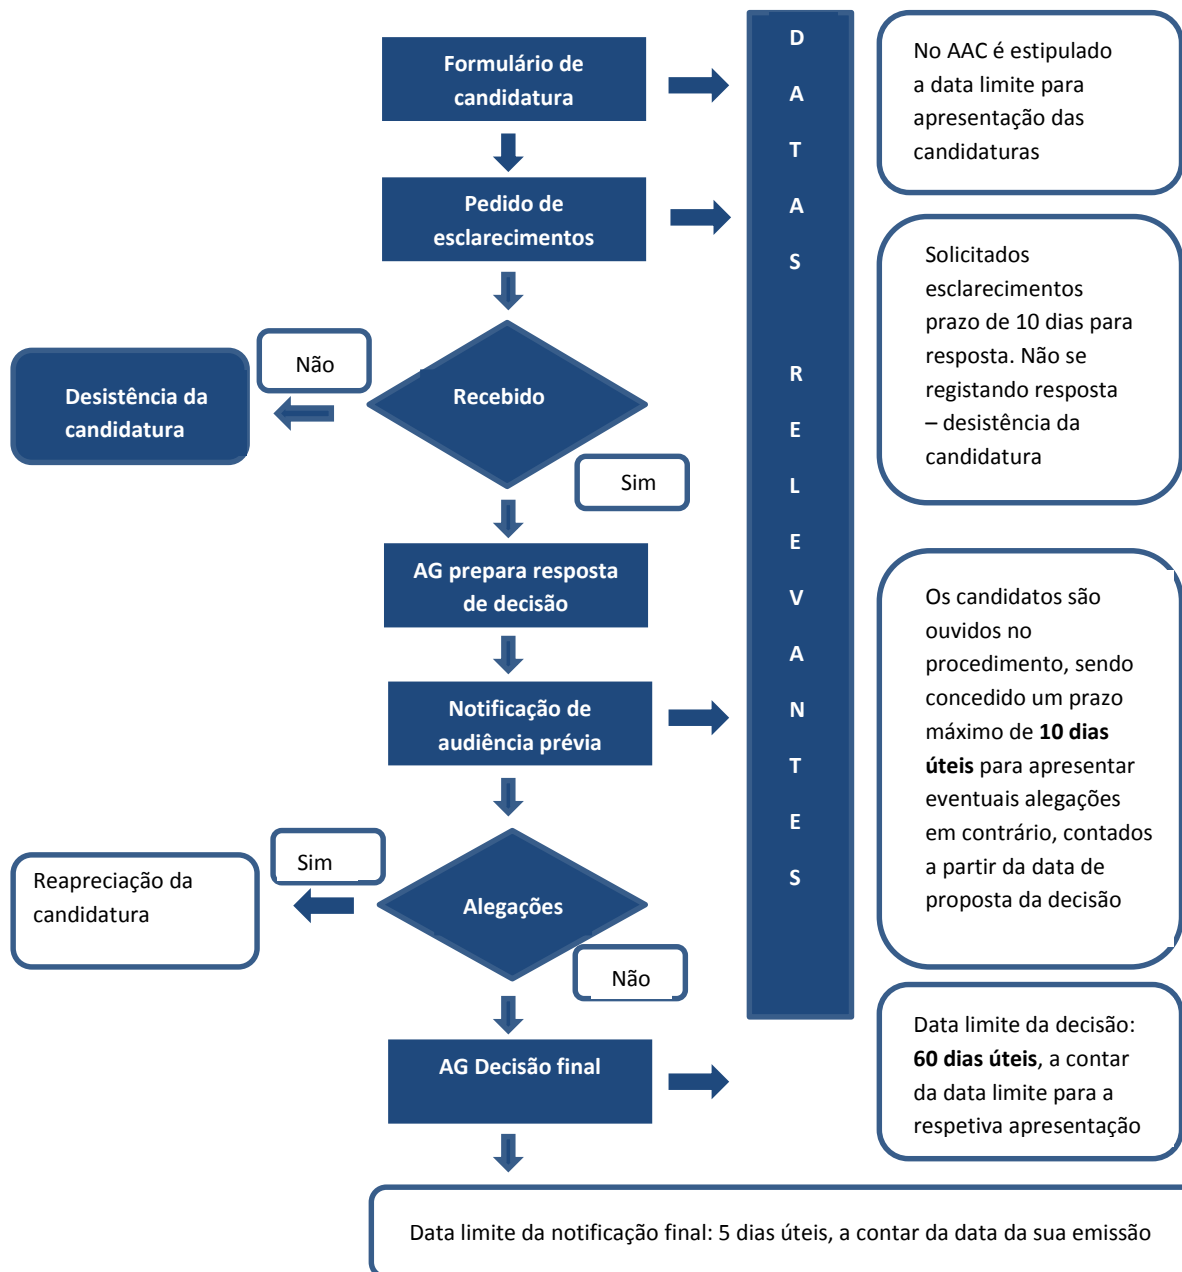 Formulário de
candidatura
Pedido de
esclarecimentos
Não
Desistência da
candidatura
Recebido
Sim
AG prepara resposta
de decisão
Notificação de
audiência prévia
Sim
Reapreciação da
candidatura
Alegações
Não
AG Decisão final
D
A
T
A
S
R
E
L
E
V
A
N
T
E
S
No AAC é estipulado
a data limite para
apresentação das
candidaturas
Solicitados
esclarecimentos
prazo de 10 dias para
resposta. Não se
registando resposta
– desistência da
candidatura
Os candidatos são
ouvidos no
procedimento, sendo
concedido um prazo
máximo de 10 dias
úteis para apresentar
eventuais alegações
em contrário, contados
a partir da data de
proposta da decisão
Data limite da decisão:
60 dias úteis, a contar
da data limite para a
respetiva apresentação
Data limite da notificação final: 5 dias úteis, a contar da data da sua emissão